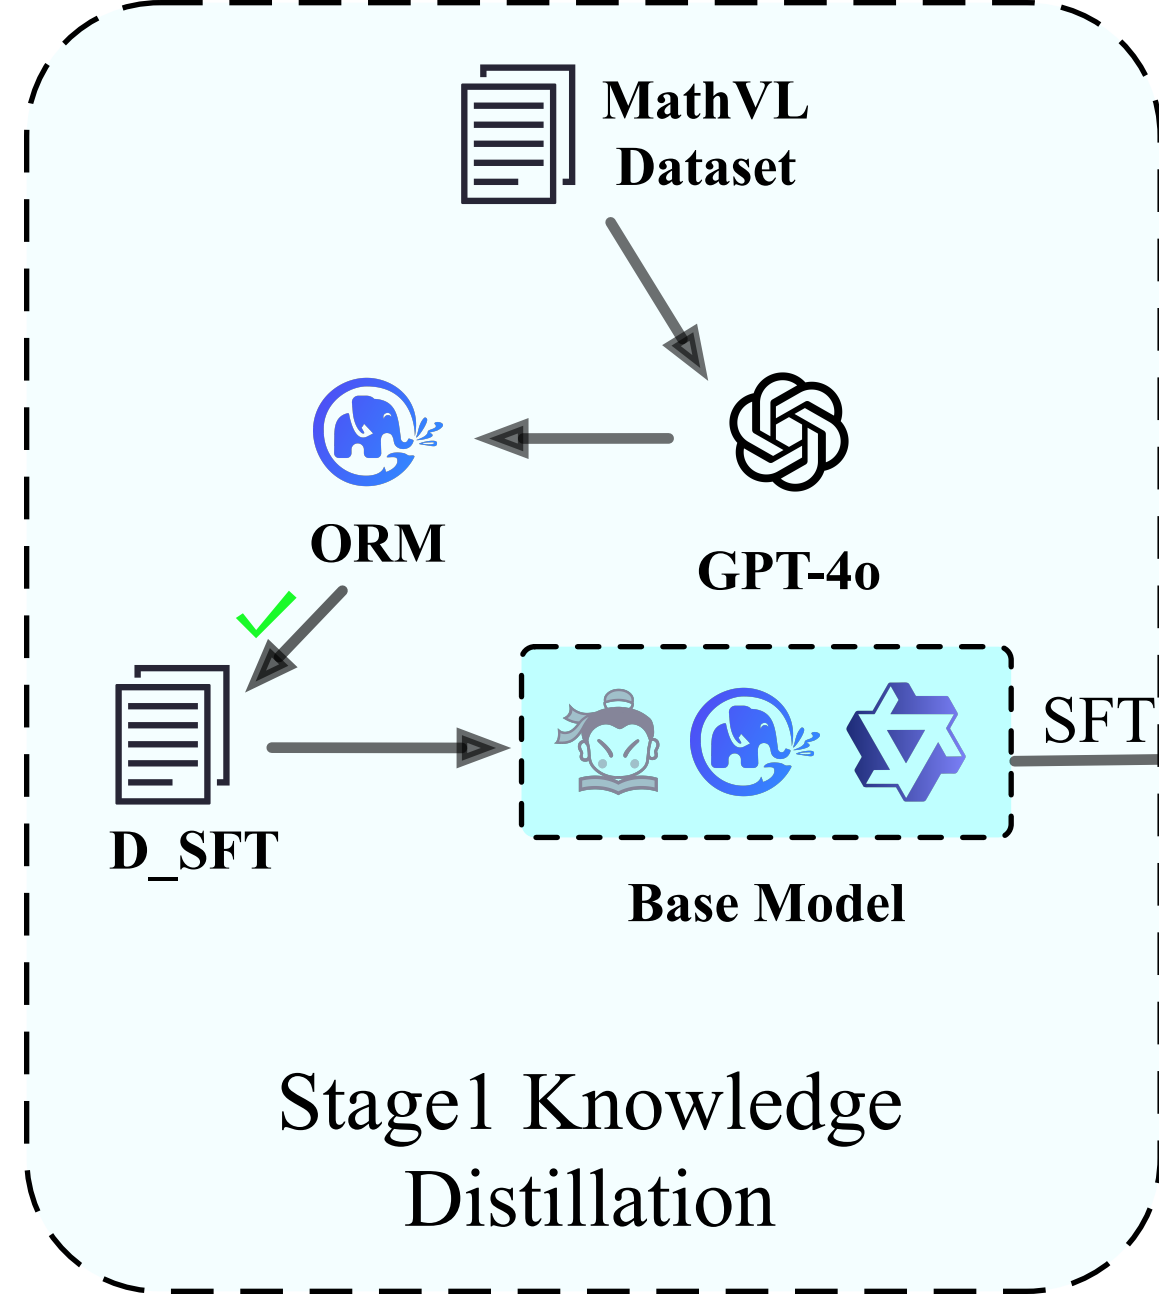 MathVL
Dataset
ORM
GPT-4o
SFT
D_SFT
Base Model
Stage1 Knowledge
Distillation